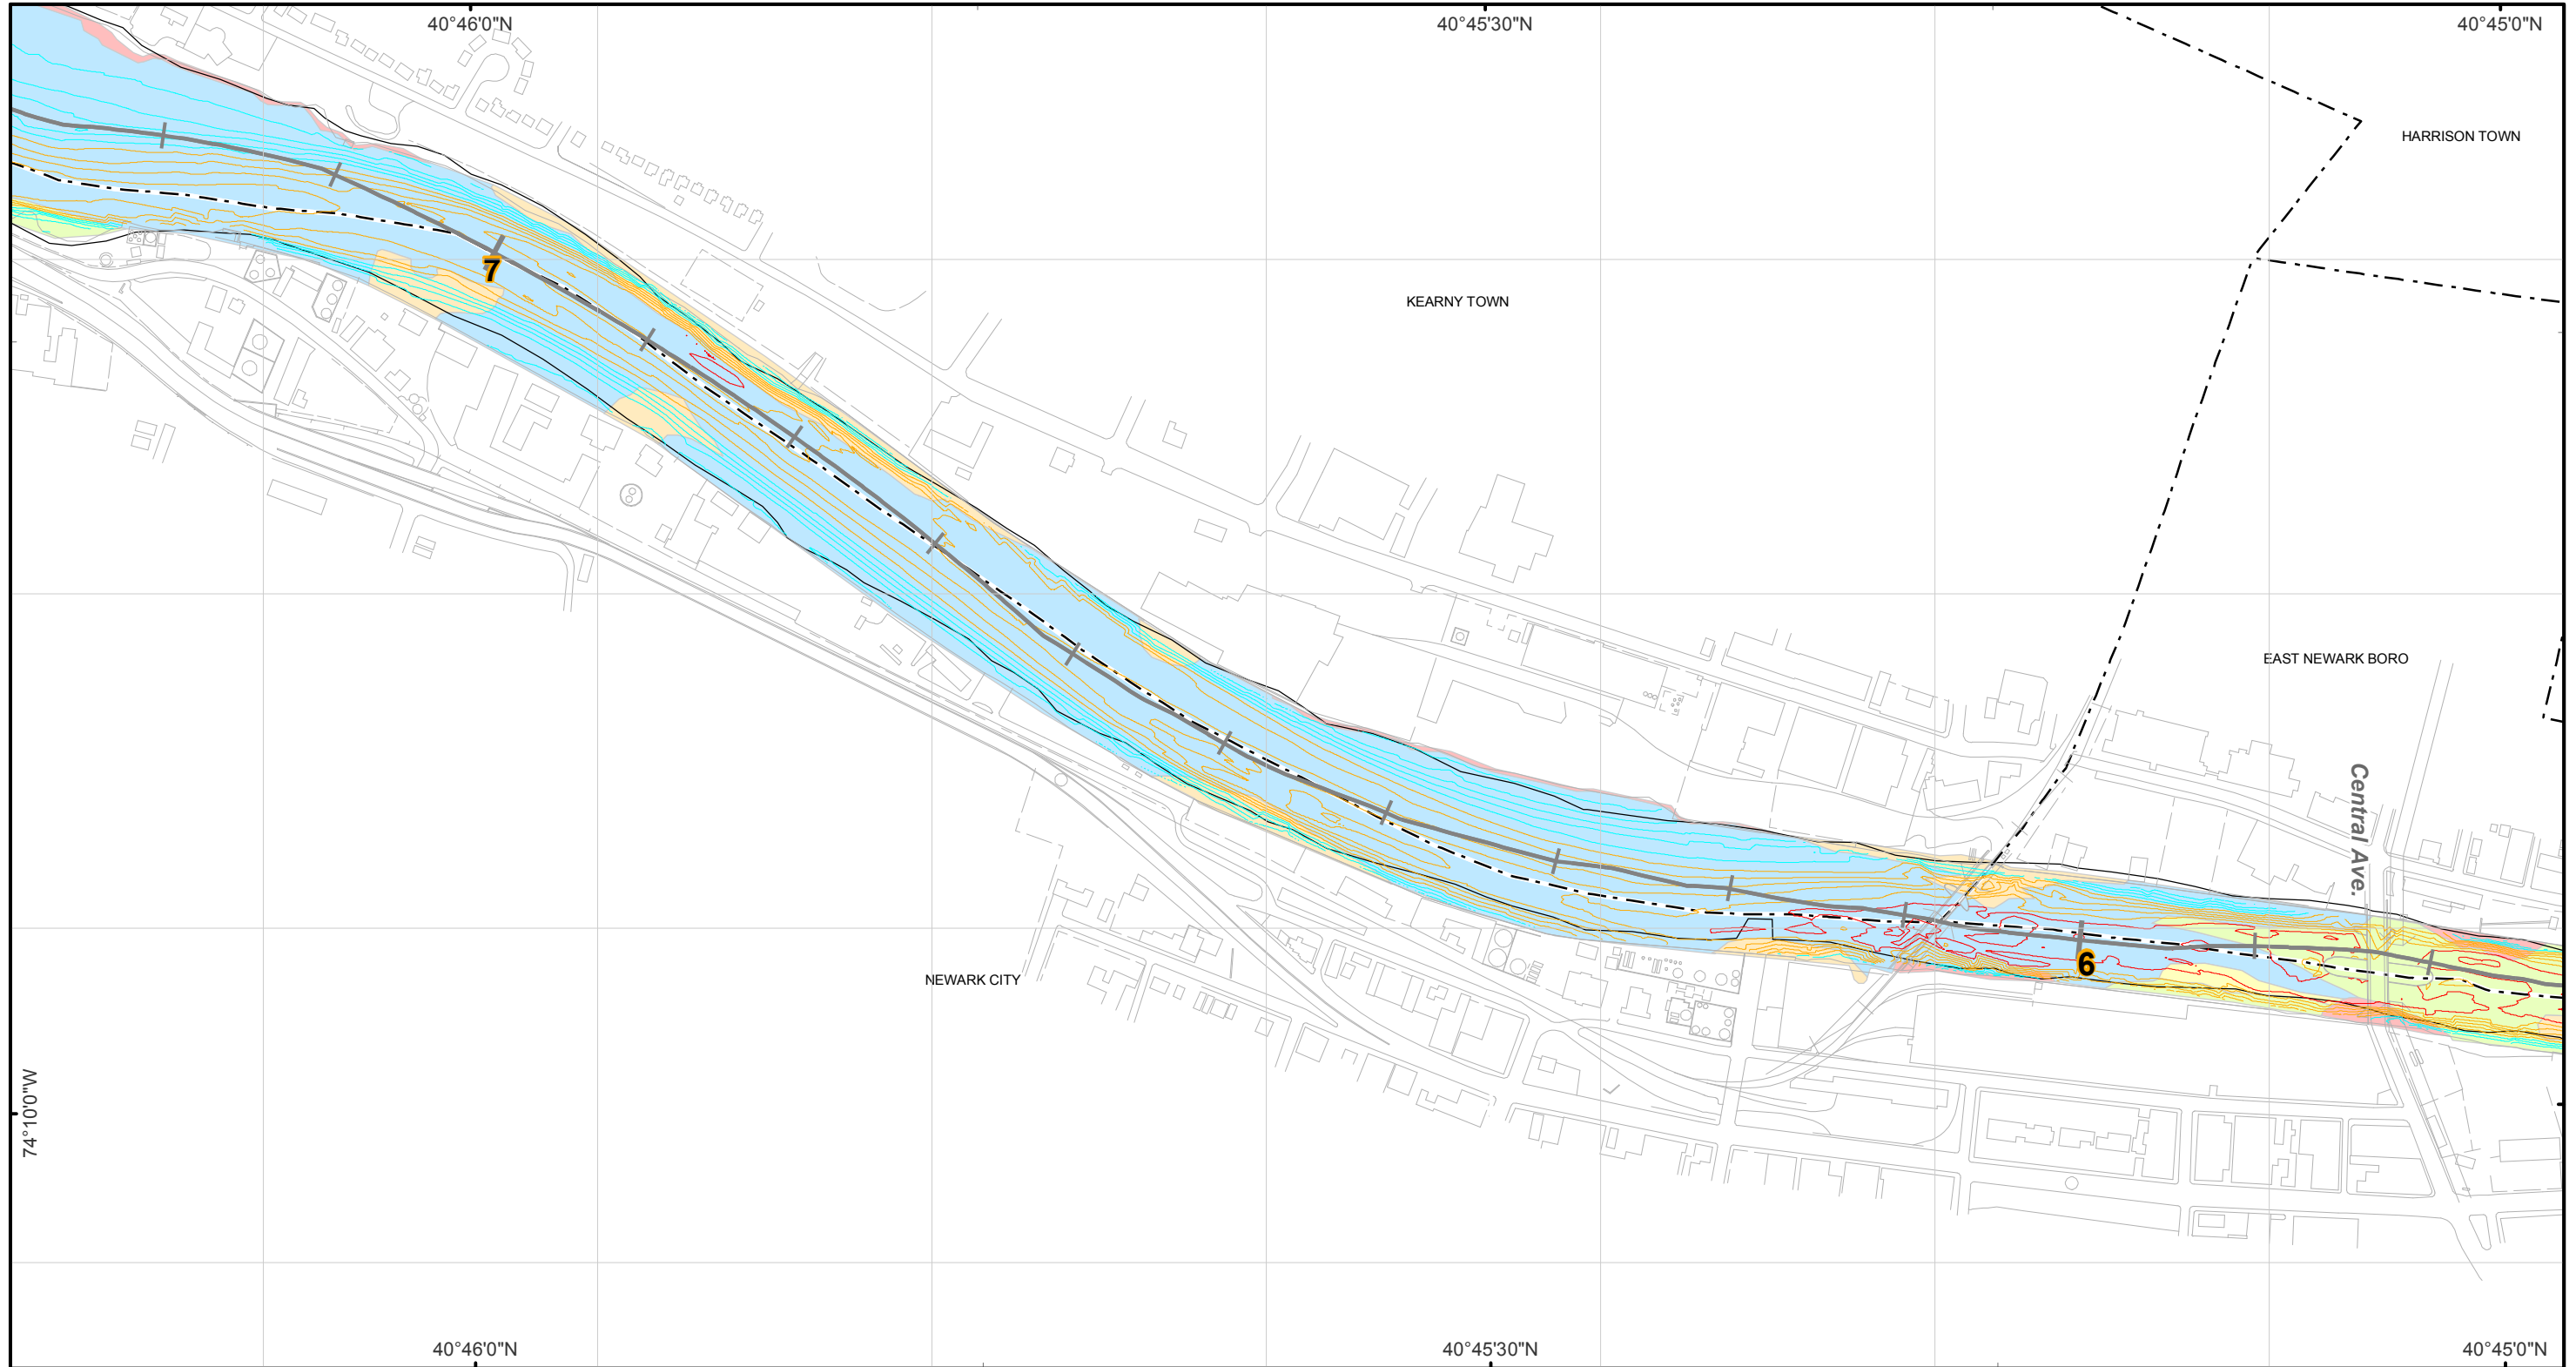 40°46'0"N
40°45'30"N
40°45'0"N
HARRISON TOWN
7
KEARNY TOWN
EAST NEWARK BORO
Central Ave.
6
NEWARK CITY
74°10'0"W
40°46'0"N
40°45'30"N
40°45'0"N